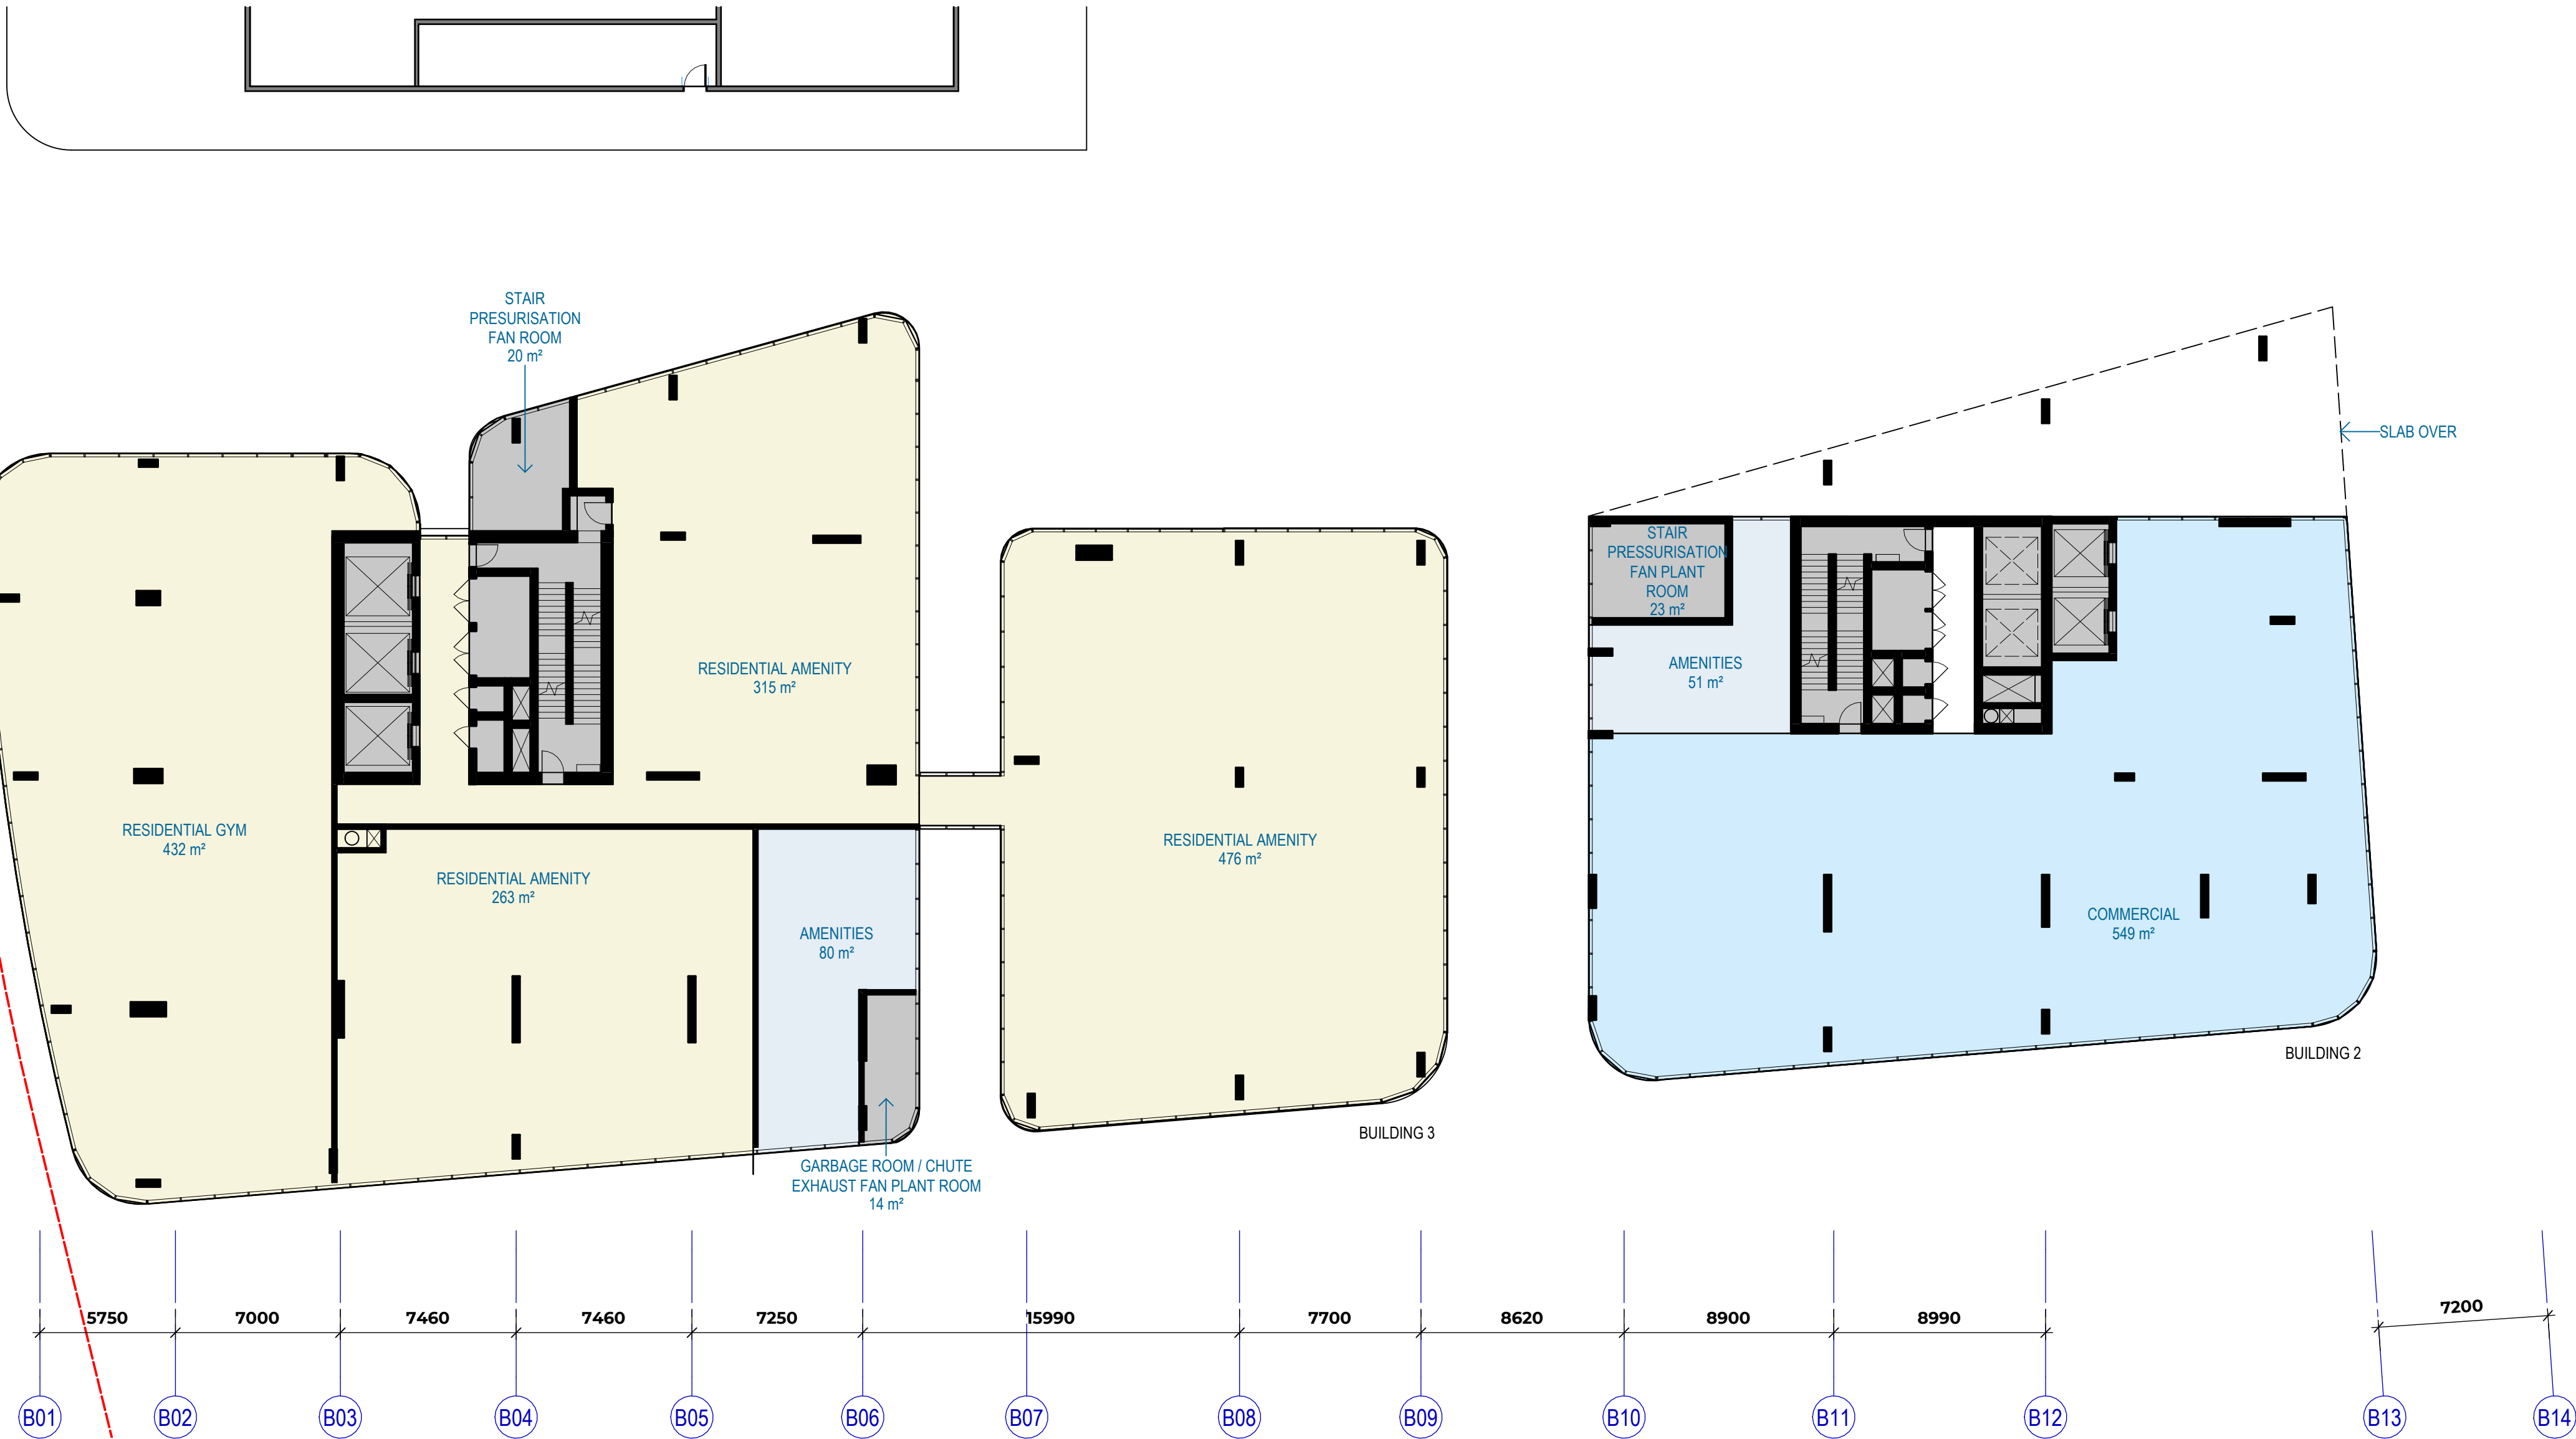 STAIR
PRESURISATION
FAN ROOM
20 m²
SLAB OVER
STAIR
PRESSURISATION
FAN PLANT
ROOM
23 m²
RESIDENTIAL AMENITY
315 m²
AMENITIES
51 m²
RESIDENTIAL GYM
432 m²
RESIDENTIAL AMENITY
476 m²
RESIDENTIAL AMENITY
263 m²
AMENITIES
80 m²
COMMERCIAL
549 m²
BUILDING 2
BUILDING 3
GARBAGE ROOM / CHUTE
EXHAUST FAN PLANT ROOM
14 m²
5750 7000 7460 7460 7250 15990 7700 8620 8900 8990 7200
B01 B02 B03 B04 B05 B06 B07 B08 B09 B10 B11 B12 B13 B14